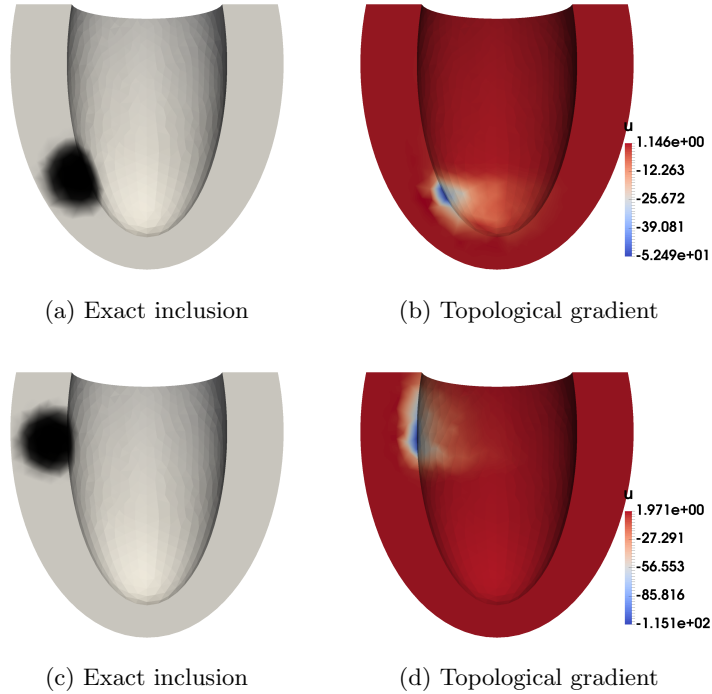 u
1.146e+00
-12.263
-25.672
-39.081
-5.249e+01
(a) Exact inclusion
(b) Topological gradient
u
1.971e+00
-27.291
-56.553
-85.816
-1.151e+02
(c) Exact inclusion
(d) Topological gradient